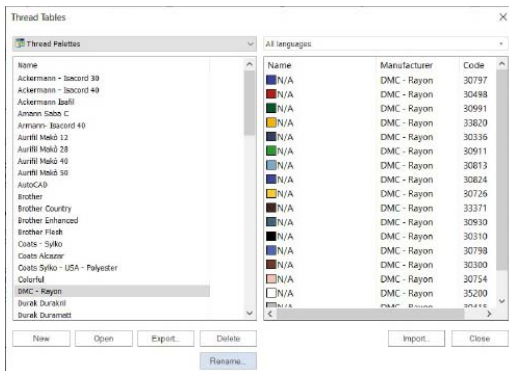 Thread Tables
Thread Palettes
All languages
Name
Ackermann - Isacord 30
Ackermann - Isacord 40
Ackermann Isafil
Amann Saba C
Armann- Isacord 40
Aurifil Makò 12
Aurifil Makò 28
Aurifil Makò 40
Aurifil Makò 50
AutoCAD
Brother
Brother Country
Brother Enhanced
Brother Flesh
Coats - Sylko
Coats Alcazar
Coats Sylko - USA - Polyester
Colorful
DMC - Rayon
Durak Durakril
Durak Duramatt
Name Manufacturer Code
N/A DMC - Rayon 30797
N/A DMC - Rayon 30498
N/A DMC - Rayon 30991
N/A DMC - Rayon 33820
N/A DMC - Rayon 30336
N/A DMC - Rayon 30911
N/A DMC - Rayon 30813
N/A DMC - Rayon 30824
N/A DMC - Rayon 30726
N/A DMC - Rayon 33371
N/A DMC - Rayon 30930
N/A DMC - Rayon 30310
N/A DMC - Rayon 30798
N/A DMC - Rayon 30300
N/A DMC - Rayon 30754
N/A DMC - Rayon 35200
N/A DMC - Rayon
New Open Export... Delete Import... Close
Rename...